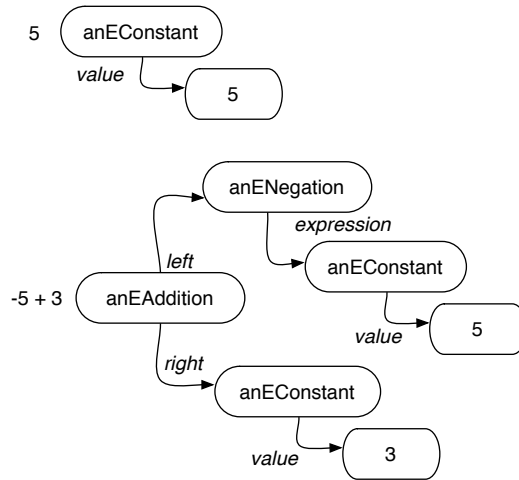 5 anEConstant
value
5
anENegation
expression
left
anEConstant
-5 + 3 anEAddition
value
5
right
anEConstant
value
3